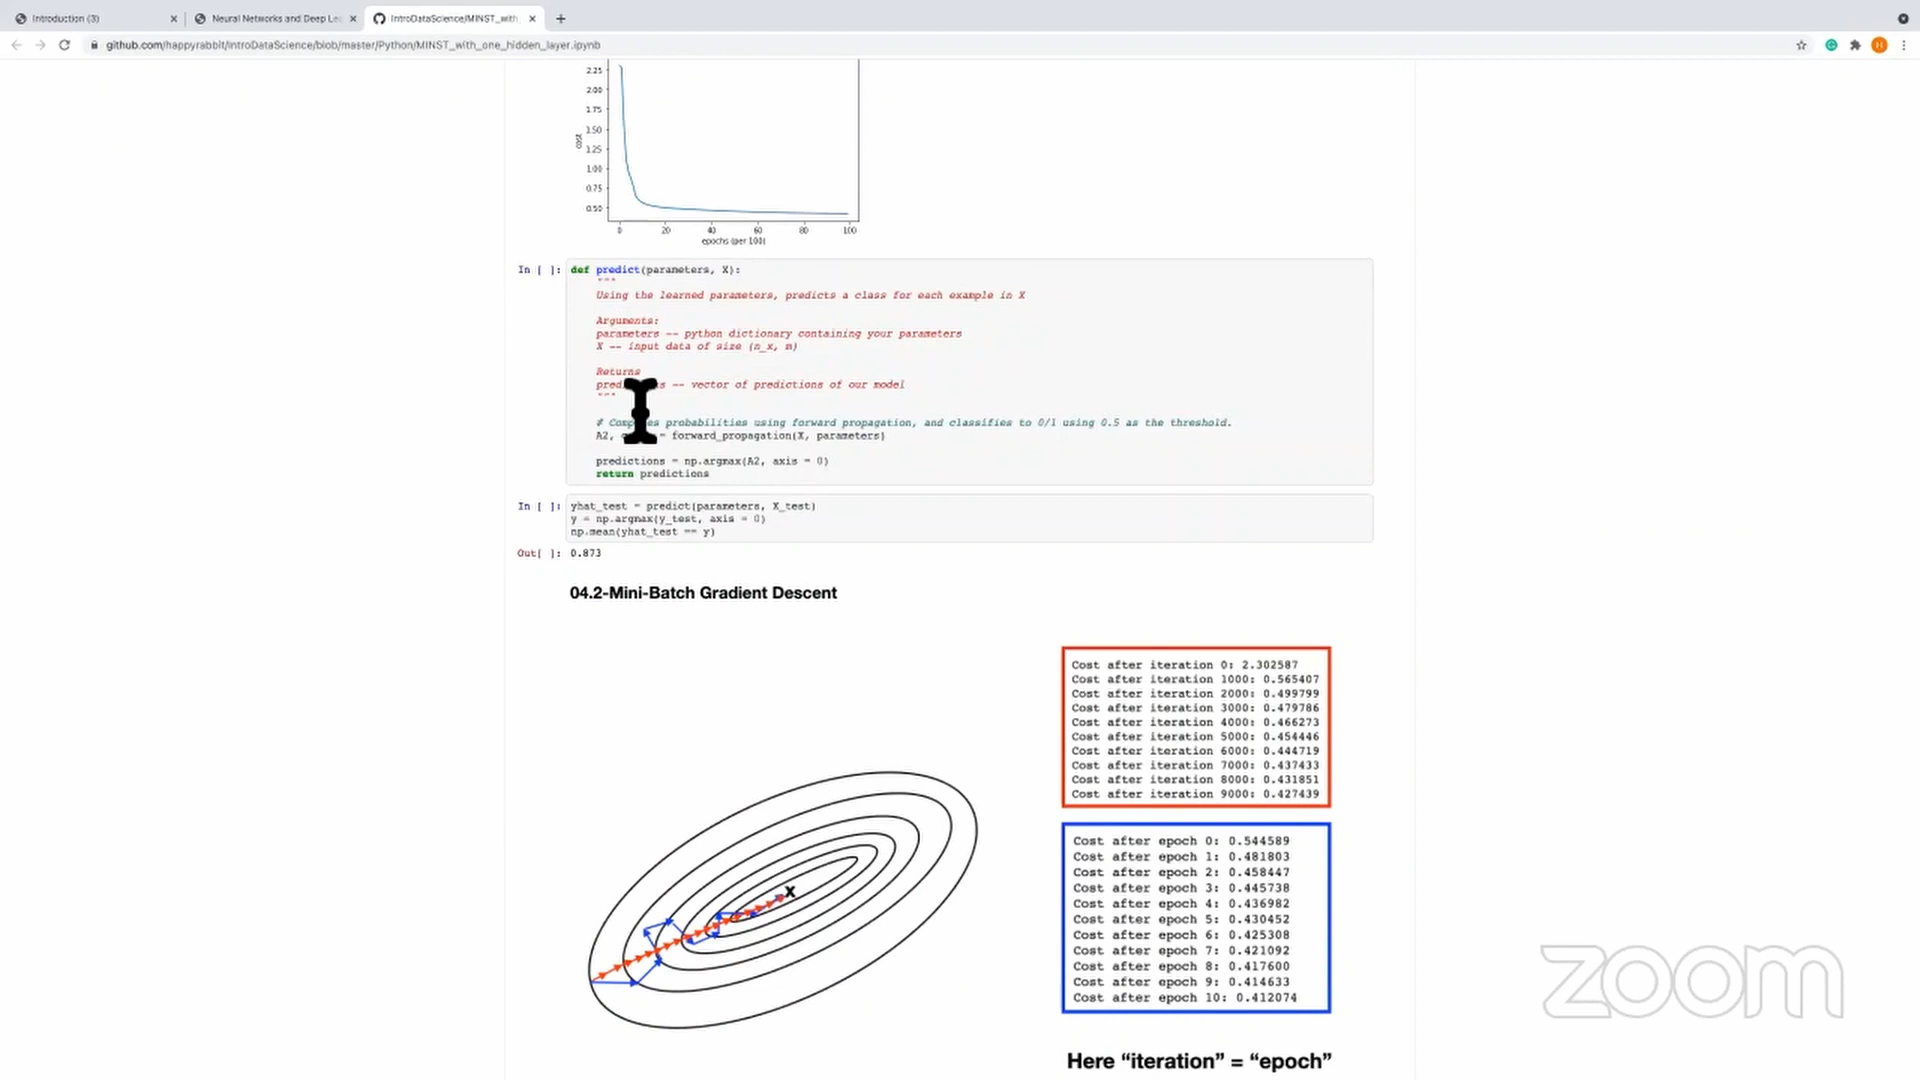 Introduction (3)
Neural Networks and Deep Le
IntroDataScience/MINST_with_
github.com/happyrabbit/IntroDataScience/blob/master/Python/MINST_with_one_hidden_layer.ipynb
H
2.25
2.00
1.75
1.50
1.25
1.00
0.75
0.50
cost
0 20 40 60 80 100
epochs (per 100)
In [ ]: def predict(parameters, X):
"""
Using the learned parameters, predicts a class for each example in X
Arguments:
parameters -- python dictionary containing your parameters
X -- input data of size (n_x, m)
Returns
-- vector of predictions of our model
"""
# probabilities using forward propagation, and classifies to 0/1 using 0.5 as the threshold.
A2, = forward_propagation(X, parameters)
predictions = np.argmax(A2, axis = 0)
return predictions
In [ ]: yhat_test = predict(parameters, X_test)
y = np.argmax(y_test, axis = 0)
np.mean(yhat_test == y)
Out[ ]: 0.873
04.2-Mini-Batch Gradient Descent
Cost after iteration 0: 2.302587
Cost after iteration 1000: 0.565407
Cost after iteration 2000: 0.499799
Cost after iteration 3000: 0.479786
Cost after iteration 4000: 0.466273
Cost after iteration 5000: 0.454446
Cost after iteration 6000: 0.444719
Cost after iteration 7000: 0.437433
Cost after iteration 8000: 0.431851
Cost after iteration 9000: 0.427439
X
Cost after epoch 0: 0.544589
Cost after epoch 1: 0.481803
Cost after epoch 2: 0.458447
Cost after epoch 3: 0.445738
Cost after epoch 4: 0.436982
Cost after epoch 5: 0.430452
Cost after epoch 6: 0.425308
Cost after epoch 7: 0.421092
Cost after epoch 8: 0.417600
Cost after epoch 9: 0.414633
Cost after epoch 10: 0.412074
Here “iteration” = “epoch”
zoom